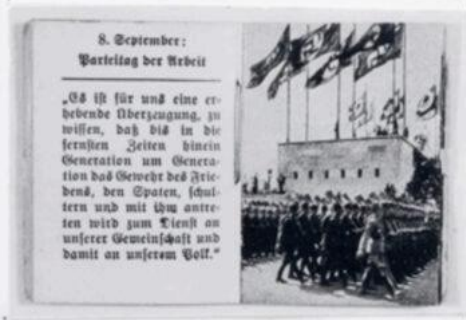 8. September:
Parteitag der Arbeit
„Es ist für uns eine er-
hebende Überzeugung, zu
wissen, daß bis in die
fernsten Zeiten hinein
Generation um Genera-
tion das Gewehr des Frie-
dens, den Spaten, schul-
tern und mit ihm antre-
ten wird zum Dienst an
unserer Gemeinschaft und
damit an unserem Volk.“